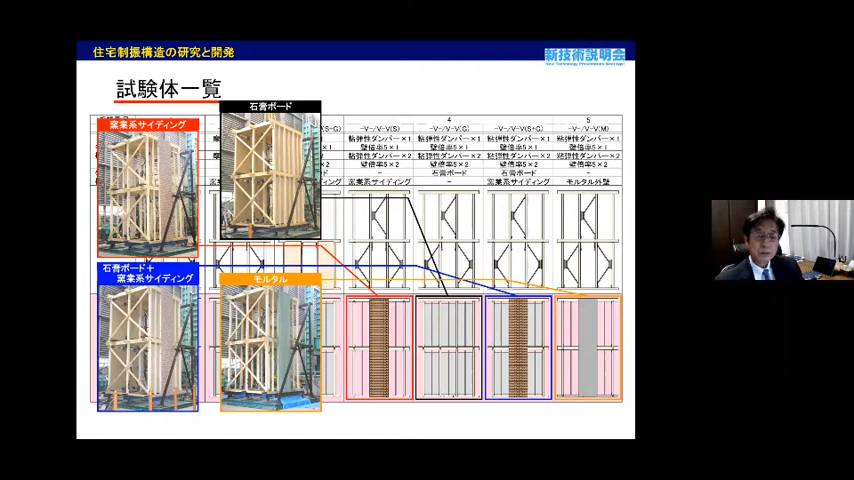 住宅制振構造の研究と開発
新技術説明会
New Technology Presentation Meetings!
試験体一覧
石膏ボード
窯業系サイディング
石膏ボード+
窯業系サイディング
モルタル
4
5
(S+G)
-V-/V-V(S)
-V-/V-V(G)
-V-/V-V(S+G)
-V-/V-V(M)
粘弾性ダンパー×1
粘弾性ダンパー×1
粘弾性ダンパー×1
粘弾性ダンパー×1
壁倍率5×1
壁倍率5×1
壁倍率5×1
壁倍率5×1
粘弾性ダンパー×2
粘弾性ダンパー×2
粘弾性ダンパー×2
粘弾性ダンパー×2
壁倍率5×2
壁倍率5×2
壁倍率5×2
壁倍率5×2
-
石膏ボード
石膏ボード
-
窯業系サイディング
-
窯業系サイディング
モルタル外壁